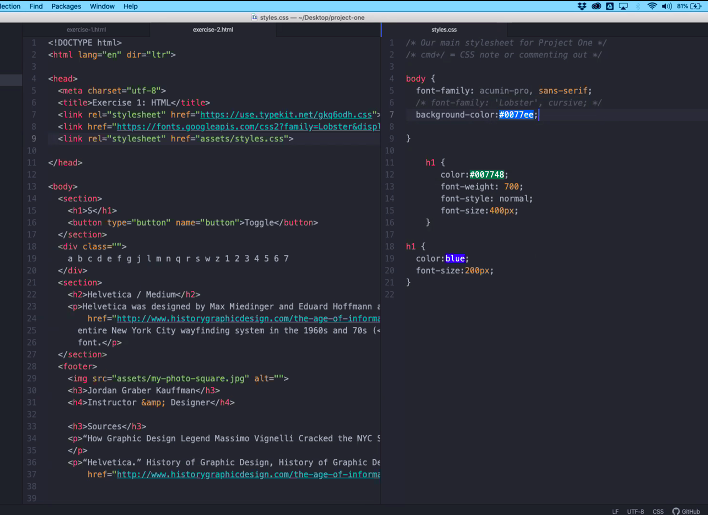 lection Find Packages Window Help 81%
styles.css — ~/Desktop/project-one
exercise-1.html exercise-2.html styles.css
1 <!DOCTYPE html>
2 <html lang="en" dir="ltr">
3
4 <head>
5 <meta charset="utf-8">
6 <title>Exercise 1: HTML</title>
7 <link rel="stylesheet" href="https://use.typekit.net/gkq6odh.css">
8 <link href="https://fonts.googleapis.com/css2?family=Lobster&displ
9 <link rel="stylesheet" href="assets/styles.css">
10
11 </head>
12
13 <body>
14 <section>
15 <h1>S</h1>
16 <button type="button" name="button">Toggle</button>
17 </section>
18 <div class="">
19 a b c d e f g j l m n q r s w z 1 2 3 4 5 6 7
20 </div>
21 <section>
22 <h2>Helvetica / Medium</h2>
23 <p>Helvetica was designed by Max Miedinger and Eduard Hoffmann a
24 href="http://www.historygraphicdesign.com/the-age-of-informa
25 entire New York City wayfinding system in the 1960s and 70s (<
26 font.</p>
27 </section>
28 <footer>
29 <img src="assets/my-photo-square.jpg" alt="">
30 <h3>Jordan Graber Kauffman</h3>
31 <h4>Instructor &amp; Designer</h4>
32
33 <h3>Sources</h3>
34 <p>"How Graphic Design Legend Massimo Vignelli Cracked the NYC S
35 </p>
36 <p>"Helvetica." History of Graphic Design, History of Graphic De
37 href="http://www.historygraphicdesign.com/the-age-of-informa
38
39
1 /* Our main stylesheet for Project One */
2 /* cmd+/ = CSS note or commenting out */
3
4 body {
5 font-family: acumin-pro, sans-serif;
6 /* font-family: 'Lobster', cursive; */
7 background-color:#0077ee;
8
9 }
10
11 h1 {
12 color:#007748;
13 font-weight: 700;
14 font-style: normal;
15 font-size:400px;
16 }
17
18 h1 {
19 color:blue;
20 font-size:200px;
21 }
22
LF UTF-8 CSS GitHub